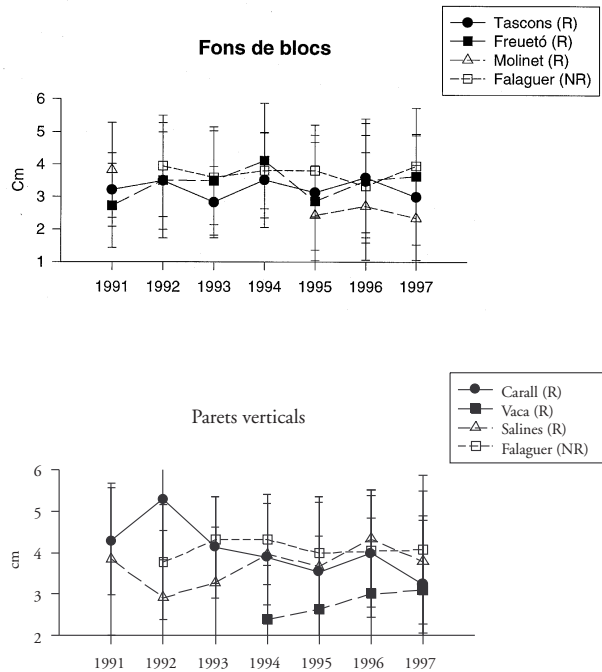 Tascons (R)
Freuetó (R)
Molinet (R)
Falaguer (NR)
Fons de blocs
6
5
4
3
2
1
Cm
1991 1992 1993 1994 1995 1996 1997
Carall (R)
Vaca (R)
Salines (R)
Falaguer (NR)
Parets verticals
6
5
4
3
2
cm
1991 1992 1993 1994 1995 1996 1997